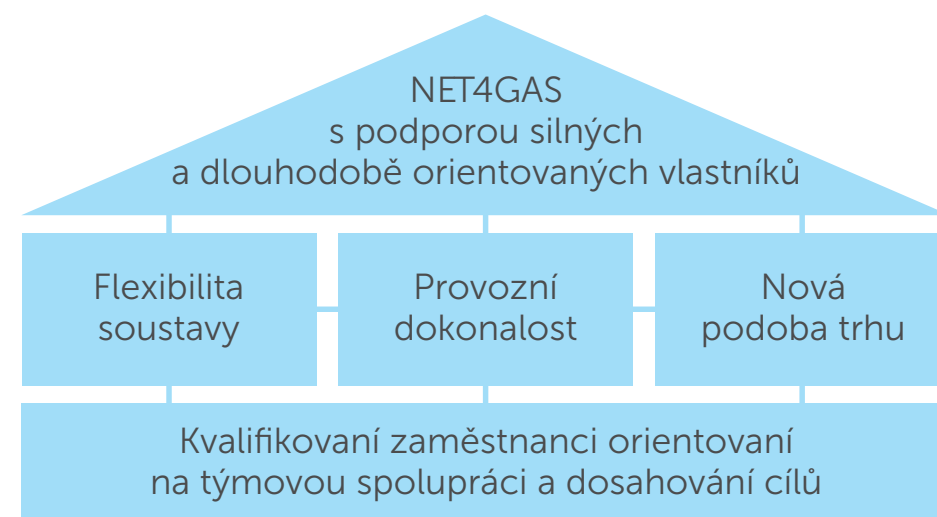 NET4GAS
s podporou silných
a dlouhodobě orientovaných vlastníků
Flexibilita
soustavy
Provozní
dokonalost
Nová
podoba trhu
Kvalifikovaní zaměstnanci orientovaní
na týmovou spolupráci a dosahování cílů